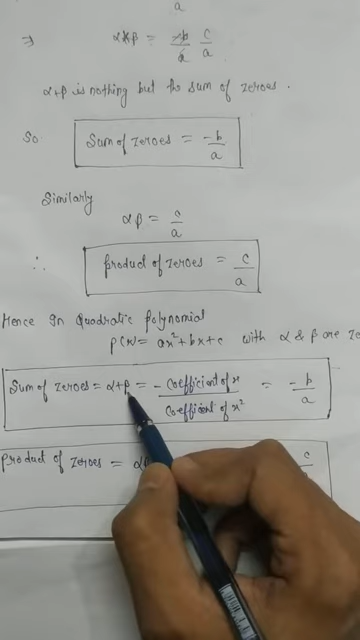 a
⇒ αβ = c/a
α+β is nothing but the sum of zeroes.
So
Sum of zeroes = -b/a
Similarly
αβ = c/a
∴ product of zeroes = c/a
Hence In Quadratic polynomial
P(x) = ax²+bx+c with α & β are
Sum of zeroes = α+β = -Coefficient of x / Coefficient of x² = -b/a
product of zeroes =
c
a